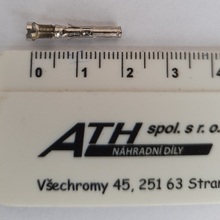 0 1 2 3 4
ATH spol. s r. o.
NÁHRADNÍ DÍLY
Všechromy 45, 251 63 Stran